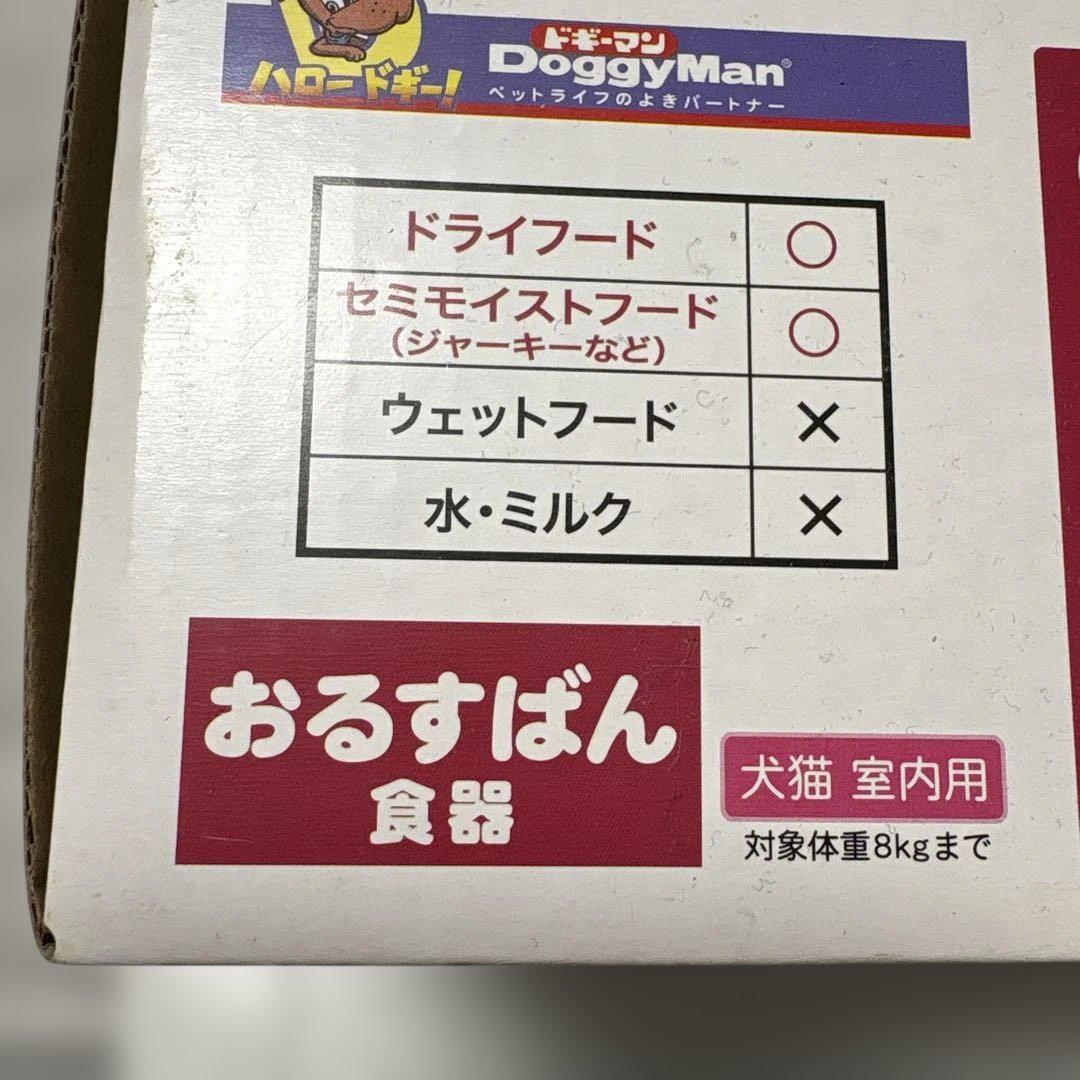 ハロードギー!
ドギーマン
DoggyMan®
ペットライフのよきパートナー
ドライフード ○
セミモイストフード
(ジャーキーなど) ○
ウェットフード ×
水・ミルク ×
おるすばん
食器
犬猫 室内用
対象体重8kgまで